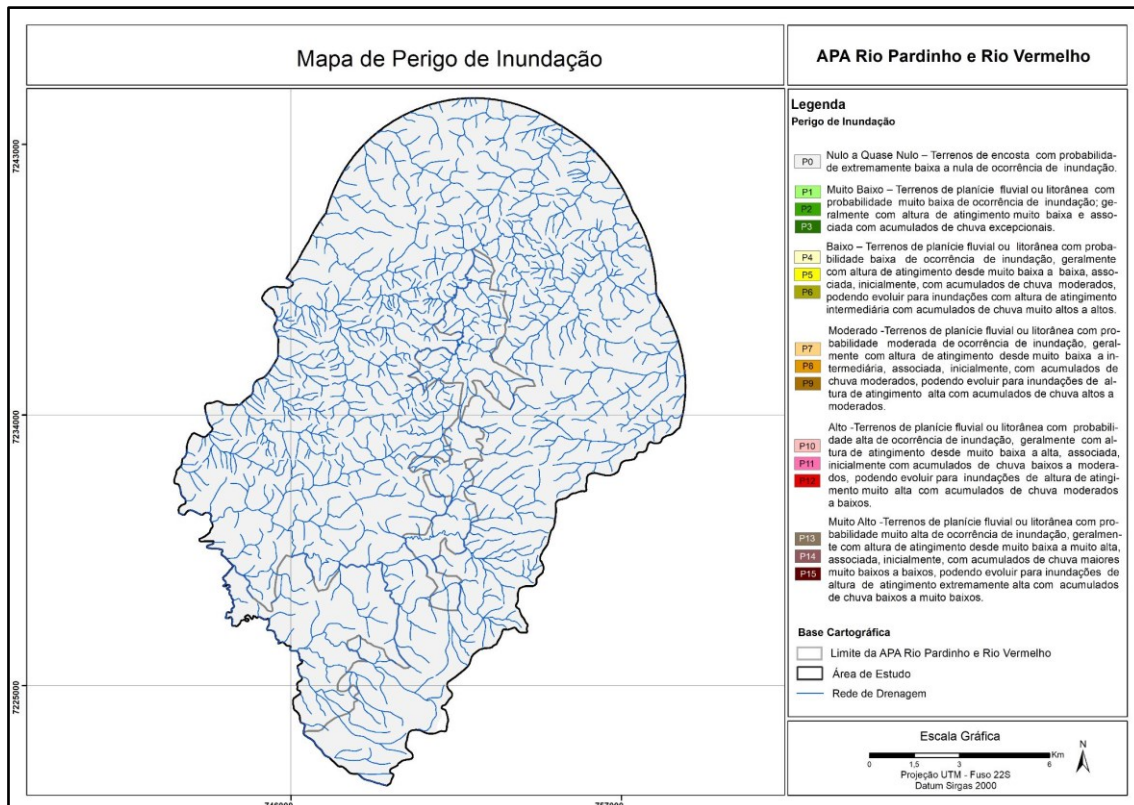 Mapa de Perigo de Inundação
APA Rio Pardinho e Rio Vermelho
7243000
7234000
7225000
Legenda
Perigo de Inundação
P0
Nulo a Quase Nulo – Terrenos de encosta com probabilida-
de extremamente baixa a nula de ocorrência de inundação.
P1
P2
P3
Muito Baixo – Terrenos de planície fluvial ou litorânea com
probabilidade muito baixa de ocorrência de inundação; ge-
ralmente com altura de atingimento muito baixa e asso-
ciada com acumulados de chuva excepcionais.
P4
P5
P6
Baixo – Terrenos de planície fluvial ou litorânea com proba-
bilidade baixa de ocorrência de inundação, geralmente
com altura de atingimento desde muito baixa a baixa, asso-
ciada, inicialmente, com acumulados de chuva moderados,
podendo evoluir para inundações com altura de atingimento
intermediária com acumulados de chuva muito altos a altos.
P7
P8
P9
Moderado -Terrenos de planície fluvial ou litorânea com pro-
babilidade moderada de ocorrência de inundação, geral-
mente com altura de atingimento desde muito baixa a in-
termediária, associada, inicialmente, com acumulados de
chuva moderados, podendo evoluir para inundações de al-
tura de atingimento alta com acumulados de chuva altos a
moderados.
P10
P11
P12
Alto -Terrenos de planície fluvial ou litorânea com probabili-
dade alta de ocorrência de inundação, geralmente com al-
tura de atingimento desde muito baixa a alta, associada,
inicialmente com acumulados de chuva baixos a modera-
dos, podendo evoluir para inundações de altura de atingi-
mento muito alta com acumulados de chuva moderados
a baixos.
P13
P14
P15
Muito Alto -Terrenos de planície fluvial ou litorânea com pro-
babilidade muito alta de ocorrência de inundação, geralmen-
te com altura de atingimento desde muito baixa a muito alta,
associada, inicialmente, com acumulados de chuva maiores
muito baixos a baixos, podendo evoluir para inundações de
altura de atingimento extremamente alta com acumulados
de chuva baixos a muito baixos.
Base Cartográfica
Limite da APA Rio Pardinho e Rio Vermelho
Área de Estudo
Rede de Drenagem
Escala Gráfica
0 1,5 3 6 Km
N
Projeção UTM - Fuso 22S
Datum Sirgas 2000